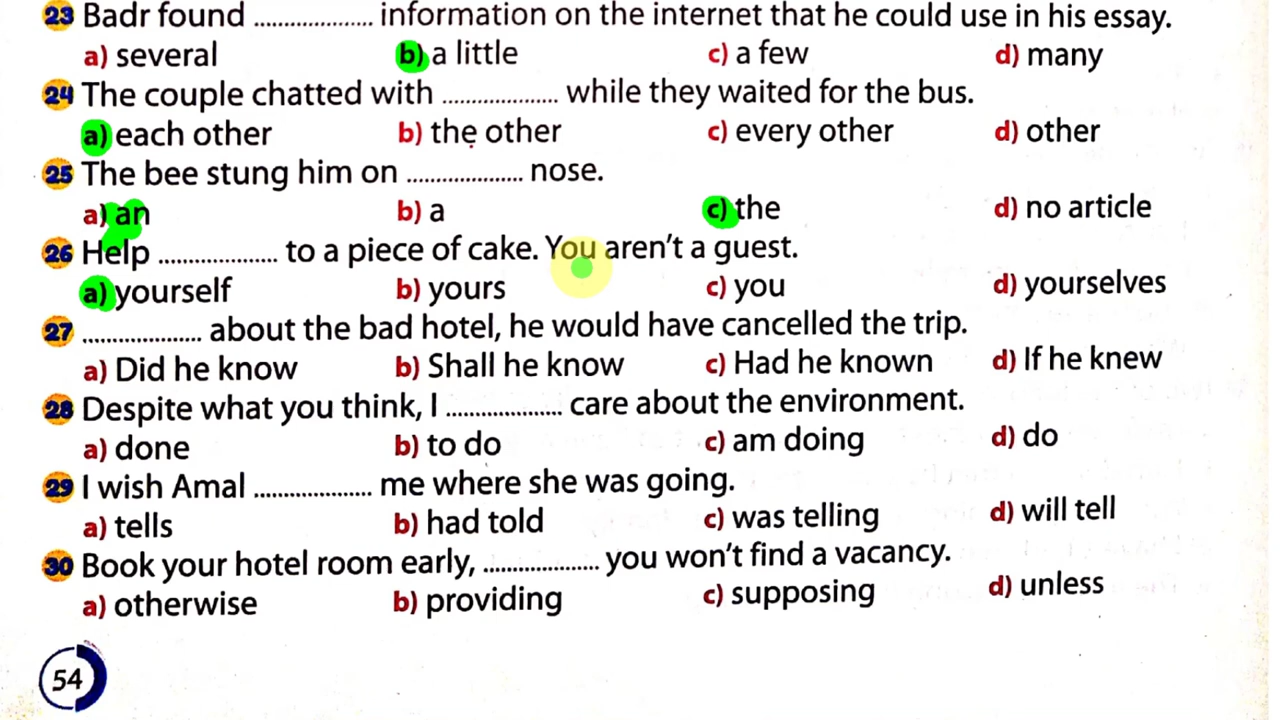 23 Badr found .................... information on the internet that he could use in his essay.
a) several b) a little c) a few d) many
24 The couple chatted with .................... while they waited for the bus.
a) each other b) the other c) every other d) other
25 The bee stung him on .................... nose.
a) an b) a c) the d) no article
26 Help .................... to a piece of cake. You aren't a guest.
a) yourself b) yours c) you d) yourselves
27 .................... about the bad hotel, he would have cancelled the trip.
a) Did he know b) Shall he know c) Had he known d) If he knew
28 Despite what you think, I .................... care about the environment.
a) done b) to do c) am doing d) do
29 I wish Amal .................... me where she was going.
a) tells b) had told c) was telling d) will tell
30 Book your hotel room early, .................... you won't find a vacancy.
a) otherwise b) providing c) supposing d) unless
54